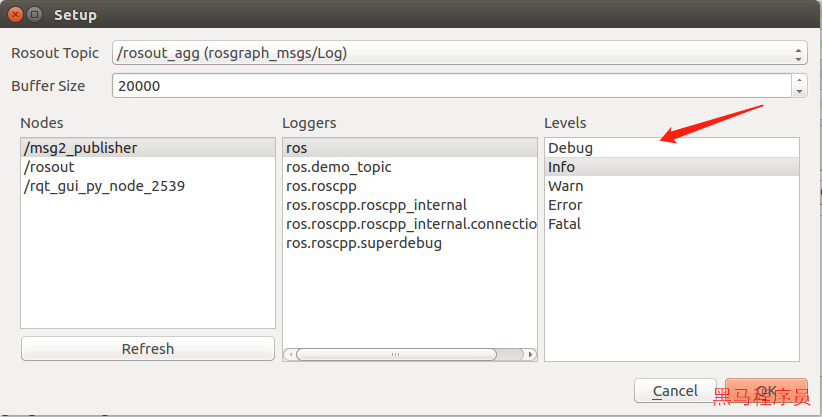 Setup
Rosout Topic /rosout_agg (rosgraph_msgs/Log)
Buffer Size 20000
Nodes
/msg2_publisher
/rosout
/rqt_gui_py_node_2539
Refresh
Loggers
ros
ros.demo_topic
ros.roscpp
ros.roscpp.roscpp_internal
ros.roscpp.roscpp_internal.connectio
ros.roscpp.superdebug
Levels
Debug
Info
Warn
Error
Fatal
Cancel
OK
黑马程序员